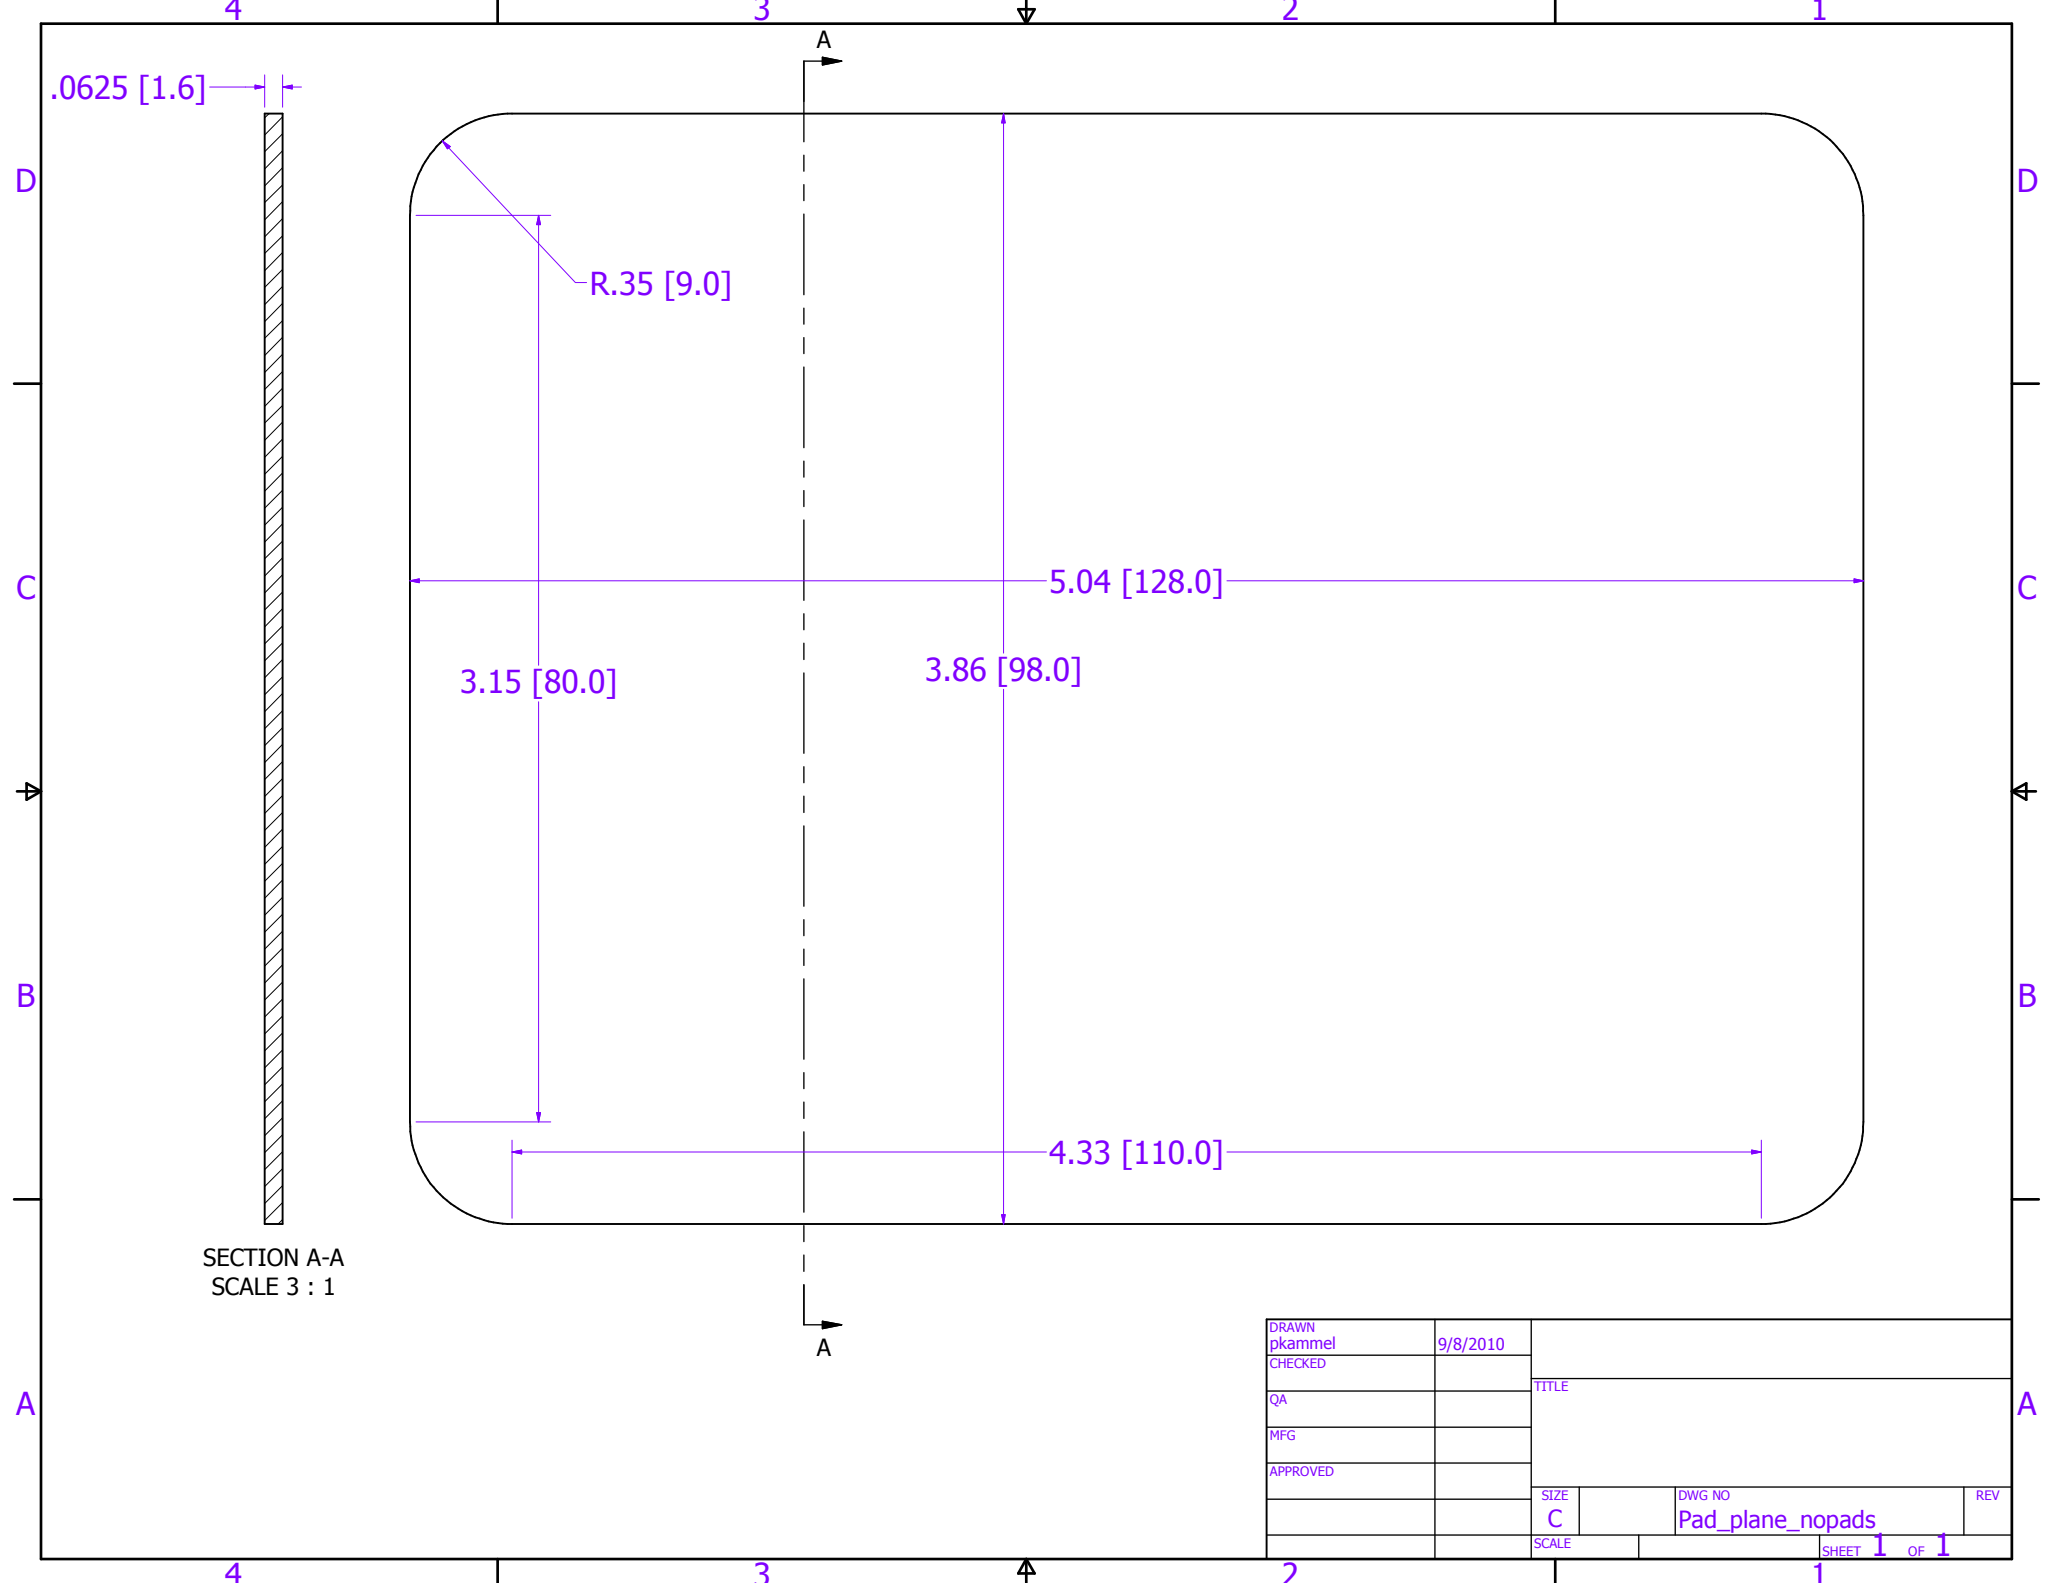 4 3 2 1
A
.0625 [1.6]
D D
R.35 [9.0]
C C
5.04 [128.0]
3.15 [80.0]
3.86 [98.0]
B B
4.33 [110.0]
SECTION A-A
SCALE 3 : 1
A
A A
DRAWN
pkammel 9/8/2010
CHECKED
QA
MFG
APPROVED
TITLE
SIZE
C
DWG NO
Pad_plane_nopads
REV
SCALE
SHEET 1 OF 1
4 3 2 1